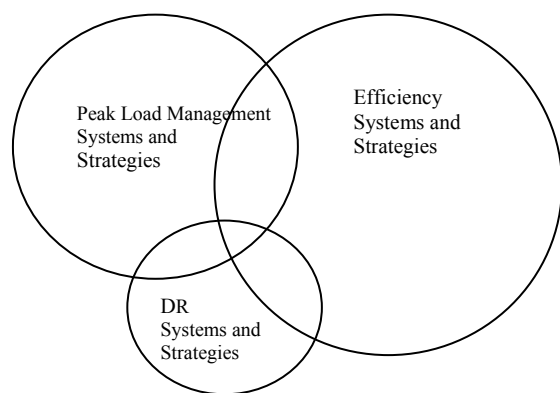 Peak Load Management
Systems and
Strategies
Efficiency
Systems and
Strategies
DR
Systems and
Strategies